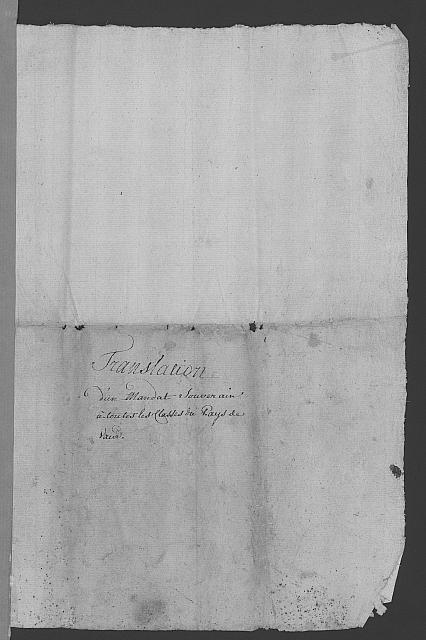 Translation
d'un Mandat Souverain
à toutes les Classes du Pays de
Vaud.